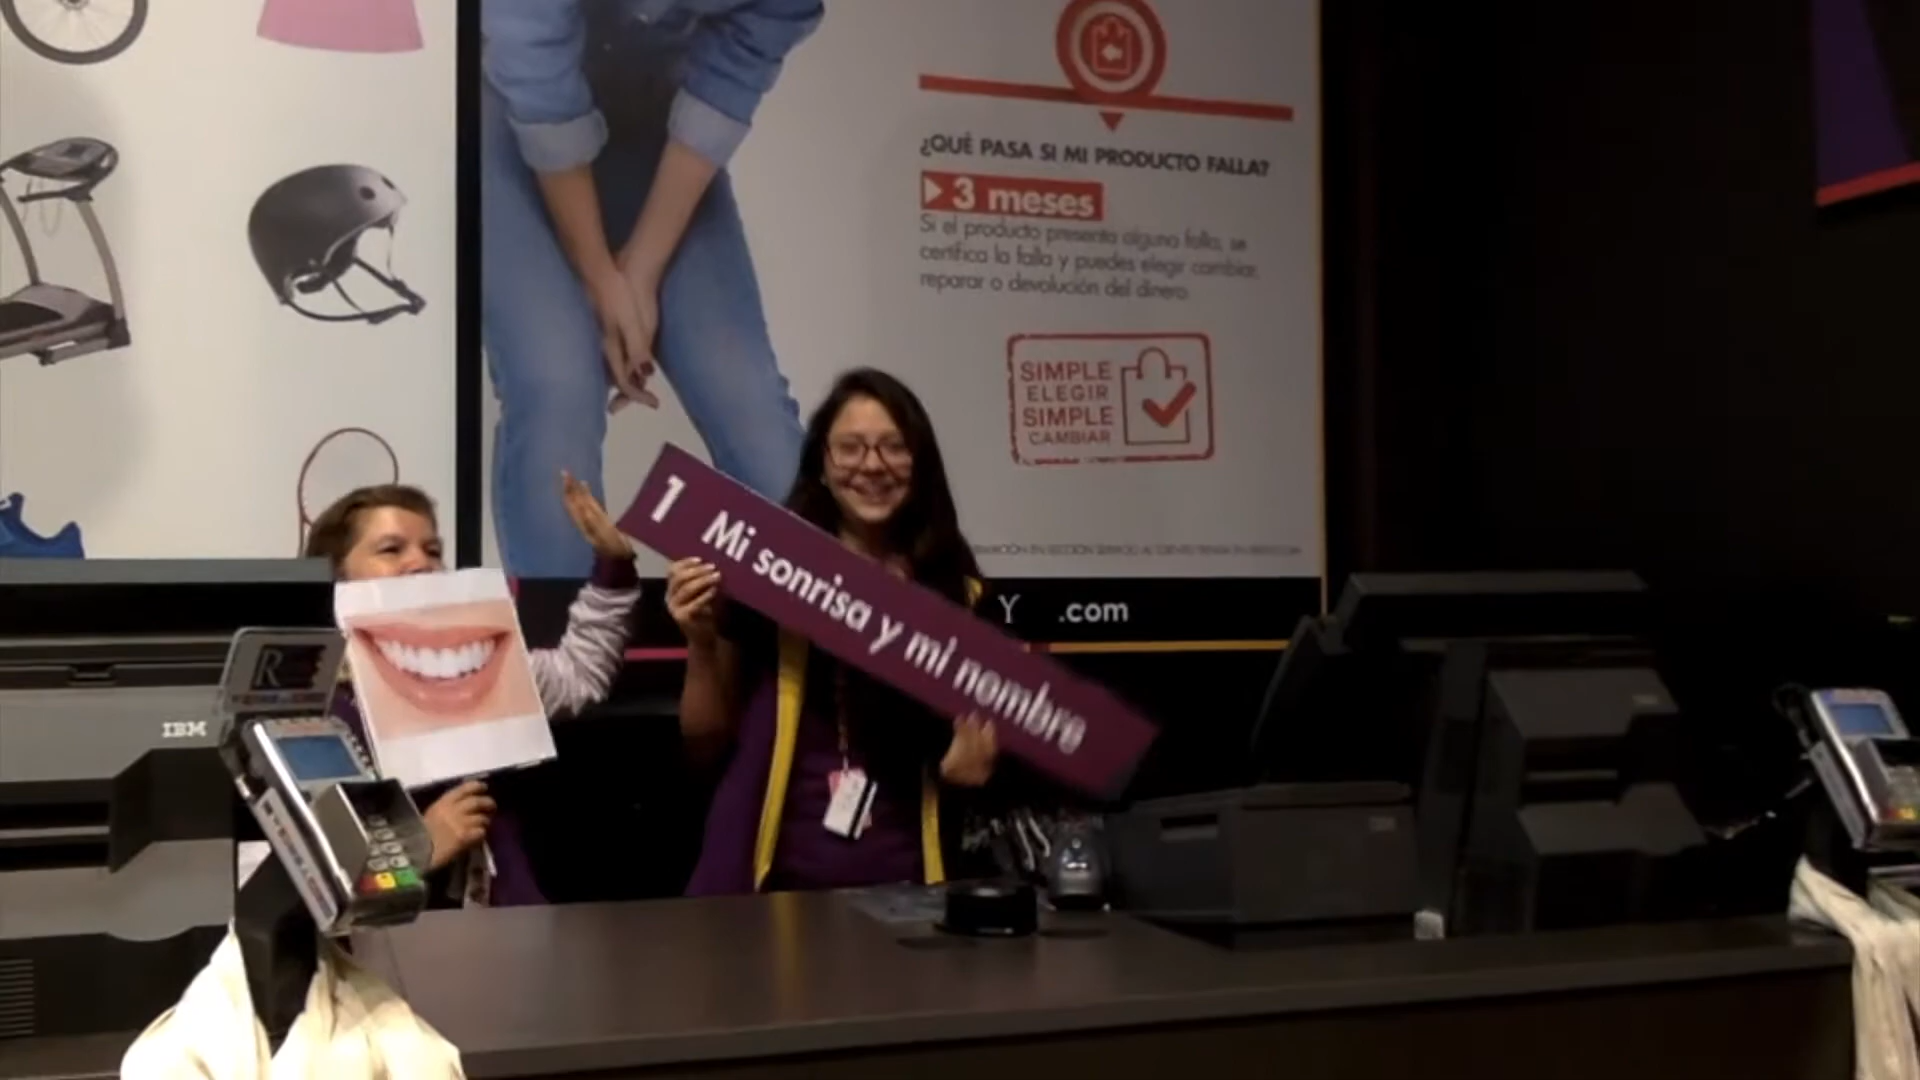 ¿QUÉ PASA SI MI PRODUCTO FALLA?
3 meses
Si el producto presenta alguna falla, se
certifica la falla y puedes elegir cambiar,
reparar o devolución del dinero
SIMPLE
ELEGIR
SIMPLE
CAMBIAR
1 Mi sonrisa y mi nombre
Y .com
IBM